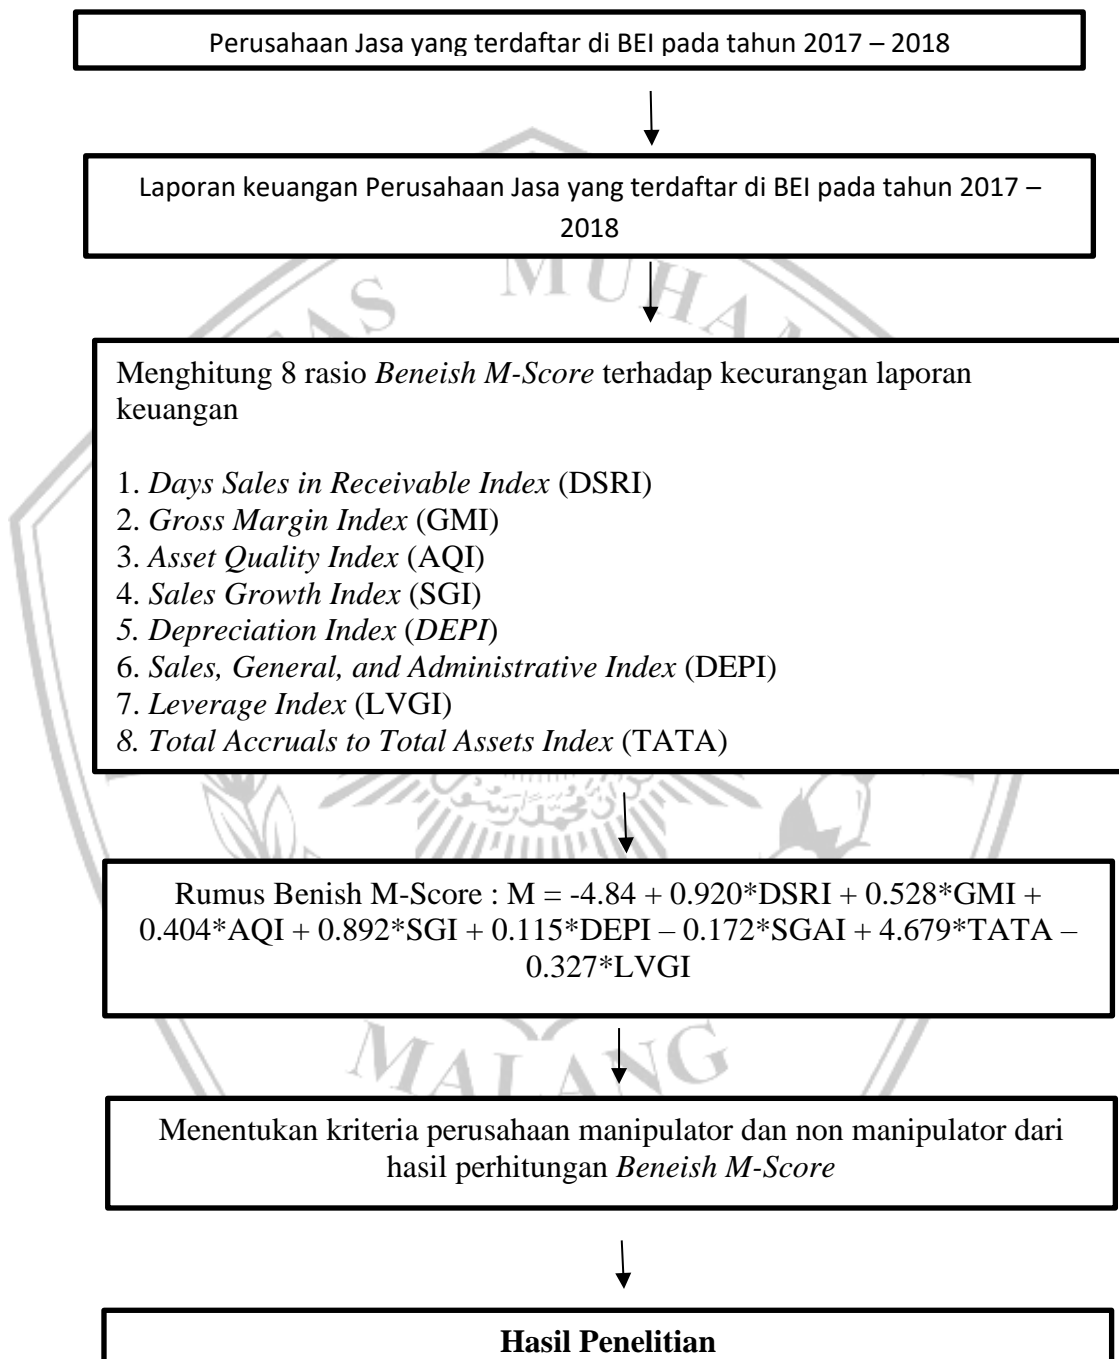 Perusahaan Jasa yang terdaftar di BEI pada tahun 2017 – 2018
Laporan keuangan Perusahaan Jasa yang terdaftar di BEI pada tahun 2017 –
2018
MUHAM
TAS
Menghitung 8 rasio Beneish M-Score terhadap kecurangan laporan
keuangan
1. Days Sales in Receivable Index (DSRI)
2. Gross Margin Index (GMI)
3. Asset Quality Index (AQI)
4. Sales Growth Index (SGI)
5. Depreciation Index (DEPI)
6. Sales, General, and Administrative Index (DEPI)
7. Leverage Index (LVGI)
8. Total Accruals to Total Assets Index (TATA)
Rumus Benish M-Score : M = -4.84 + 0.920*DSRI + 0.528*GMI +
0.404*AQI + 0.892*SGI + 0.115*DEPI – 0.172*SGAI + 4.679*TATA –
0.327*LVGI
MALANG
Menentukan kriteria perusahaan manipulator dan non manipulator dari
hasil perhitungan Beneish M-Score
Hasil Penelitian